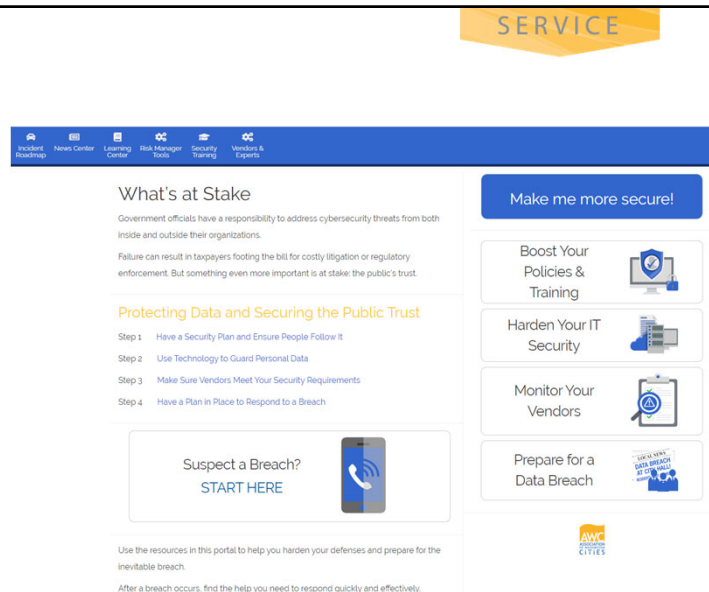 SERVICE
Incident
Roadmap
News Center
Learning
Center
Risk Manager
Tools
Security
Training
Vendors &
Experts
What's at Stake
Government officials have a responsibility to address cybersecurity threats from both
inside and outside their organizations.
Failure can result in taxpayers footing the bill for costly litigation or regulatory
enforcement. But something even more important is at stake: the public's trust.
Protecting Data and Securing the Public Trust
Step 1 Have a Security Plan and Ensure People Follow It
Step 2 Use Technology to Guard Personal Data
Step 3 Make Sure Vendors Meet Your Security Requirements
Step 4 Have a Plan in Place to Respond to a Breach
Suspect a Breach?
START HERE
Use the resources in this portal to help you harden your defenses and prepare for the
inevitable breach.
After a breach occurs, find the help you need to respond quickly and effectively.
Make me more secure!
Boost Your
Policies &
Training
Harden Your IT
Security
Monitor Your
Vendors
Prepare for a
Data Breach
LOCAL NEWS
DATA BREACH
AT CITY HALL!
AWC
ASSOCIATION
CITIES